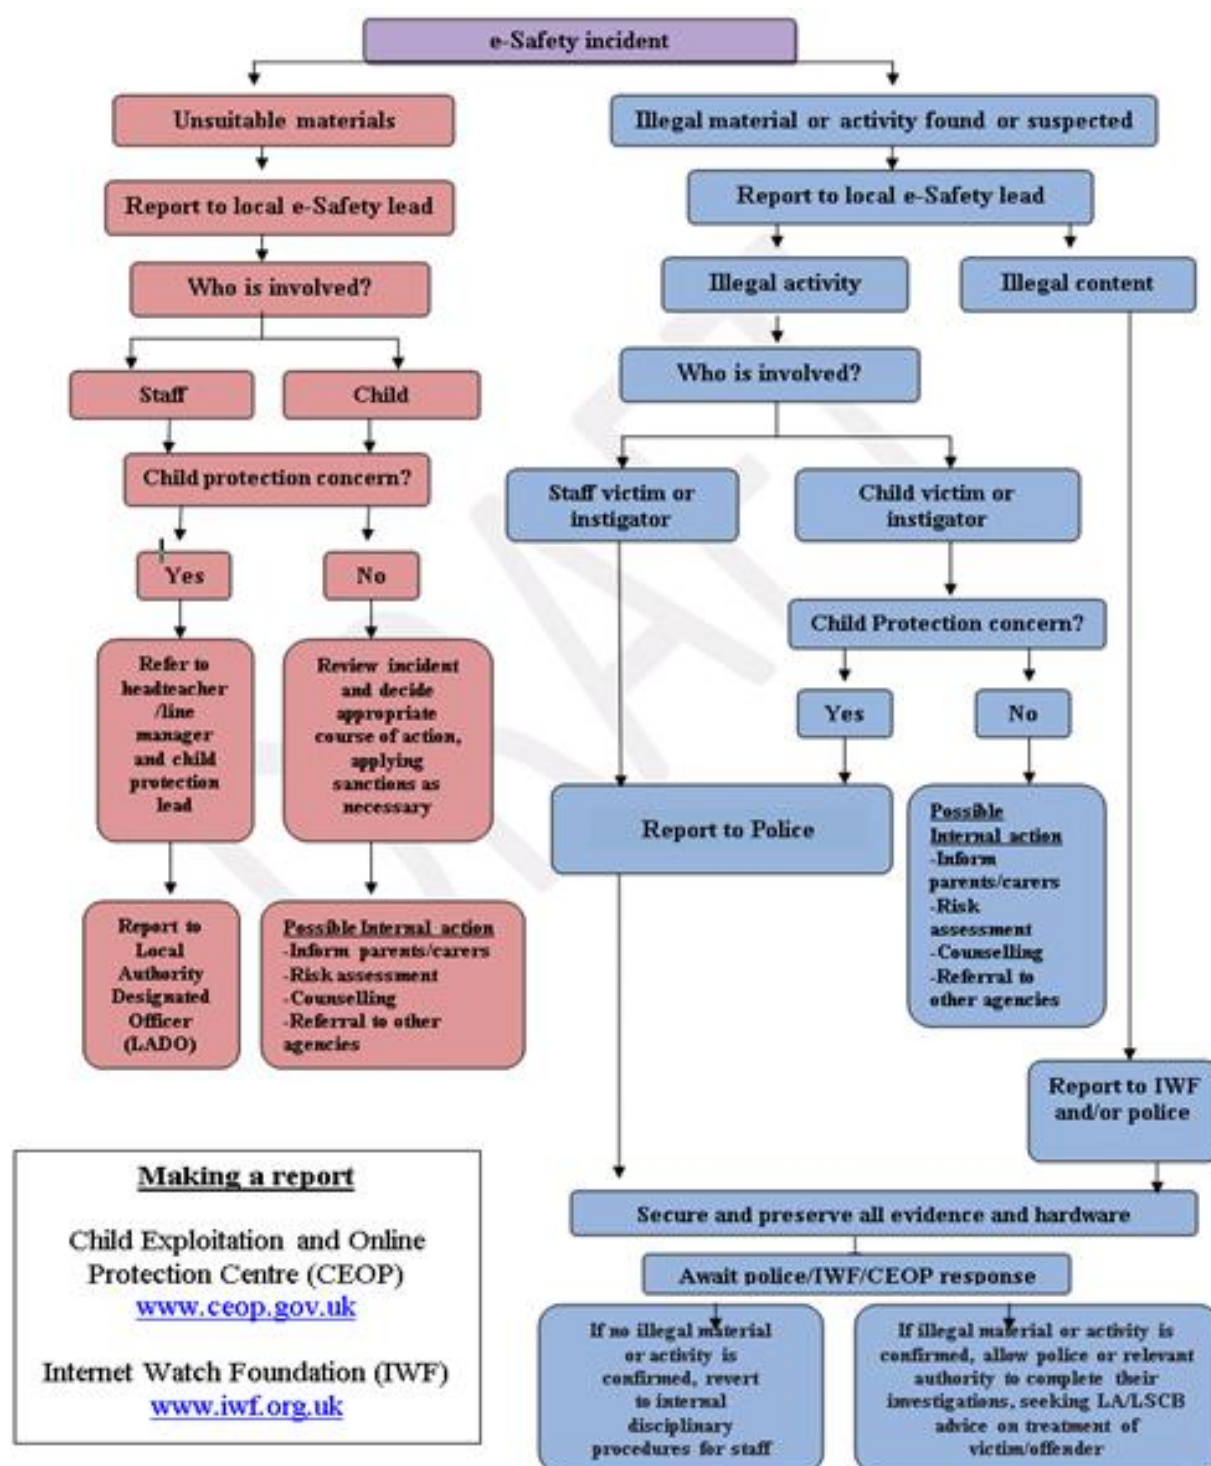 e-Safety incident
Unsuitable materials
Illegal material or activity found or suspected
Report to local e-Safety lead
Report to local e-Safety lead
Who is involved?
Illegal activity
Illegal content
Who is involved?
Staff
Child
Child protection concern?
Staff victim or
instigator
Child victim or
instigator
Yes
No
Child Protection concern?
Refer to
headteacher
/line
manager
and child
protection
lead
Review incident
and decide
appropriate
course of action,
applying
sanctions as
necessary
Yes
No
Report to Police
Possible
Internal action
-Inform
parents/carers
-Risk
assessment
-Counselling
-Referral to
other agencies
Report to
Local
Authority
Designated
Officer
(LADO)
Possible Internal action
-Inform parents/carers
-Risk assessment
-Counselling
-Referral to other
agencies
Report to IWF
and/or police
Making a report
Child Exploitation and Online
Protection Centre (CEOP)
www.ceop.gov.uk
Internet Watch Foundation (IWF)
www.iwf.org.uk
Secure and preserve all evidence and hardware
Await police/IWF/CEOP response
If no illegal material
or activity is
confirmed, revert
to internal
disciplinary
procedures for staff
If illegal material or activity is
confirmed, allow police or relevant
authority to complete their
investigations, seeking LA/LSCB
advice on treatment of
victim/offender
DRAFT